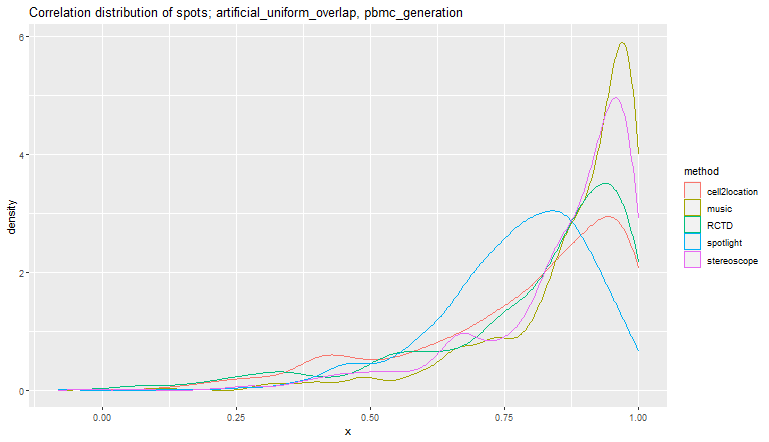 Correlation distribution of spots; artificial_uniform_overlap, pbmc_generation
6
4
2
0
density
0.00 0.25 0.50 0.75 1.00
x
method
cell2location
music
RCTD
spotlight
stereoscope